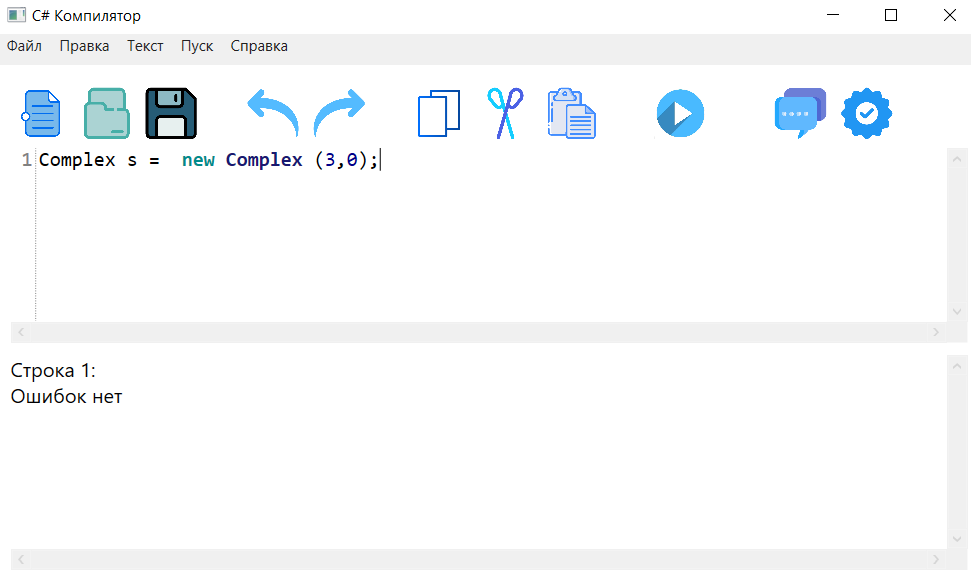 C# Компилятор
Файл Правка Текст Пуск Справка
1 Complex s =  new Complex (3,0);
Строка 1:
Ошибок нет